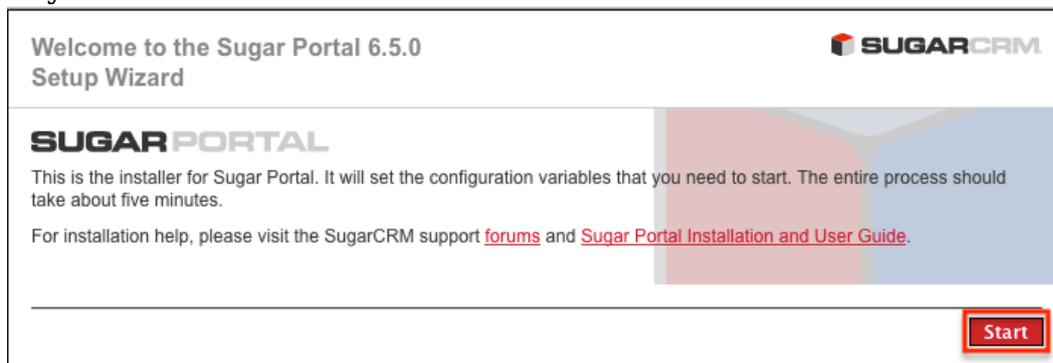 Welcome to the Sugar Portal 6.5.0
Setup Wizard
SUGARCRM.
SUGAR PORTAL
This is the installer for Sugar Portal. It will set the configuration variables that you need to start. The entire process should
take about five minutes.
For installation help, please visit the SugarCRM support forums and Sugar Portal Installation and User Guide.
Start